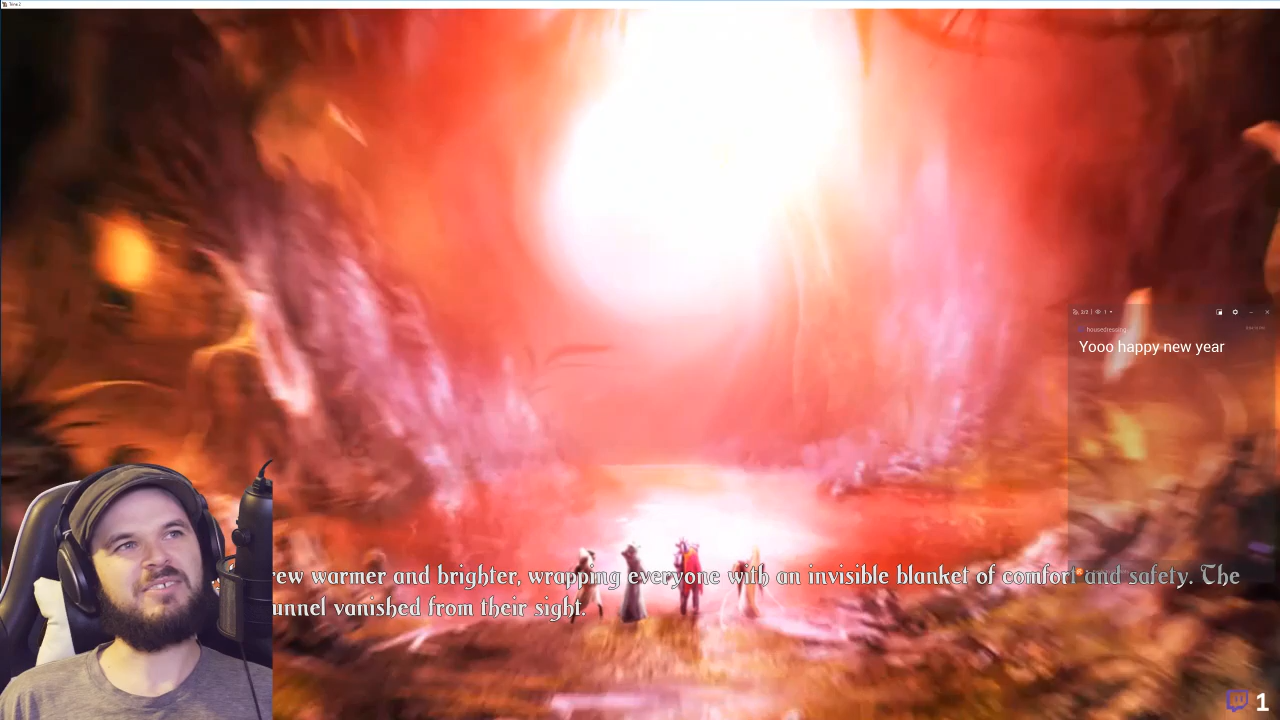 housedressing
Yooo happy new year
rew warmer and brighter, wrapping everyone with an invisible blanket of comfort and safety. The
unnel vanished from their sight.
1